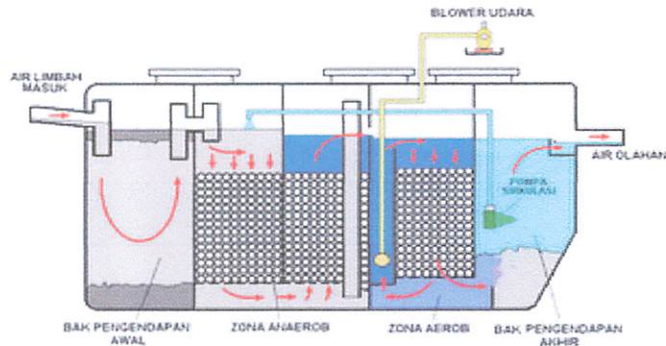 BLOWER UDARA
AIR LIMBAH
MASUK
AIR OLAHAN
POMPA
SIRKULASI
BAK PENGENDAPAN
AWAL
ZONA ANAEROB
ZONA AEROB
BAK PENGENDAPAN
AKHIR